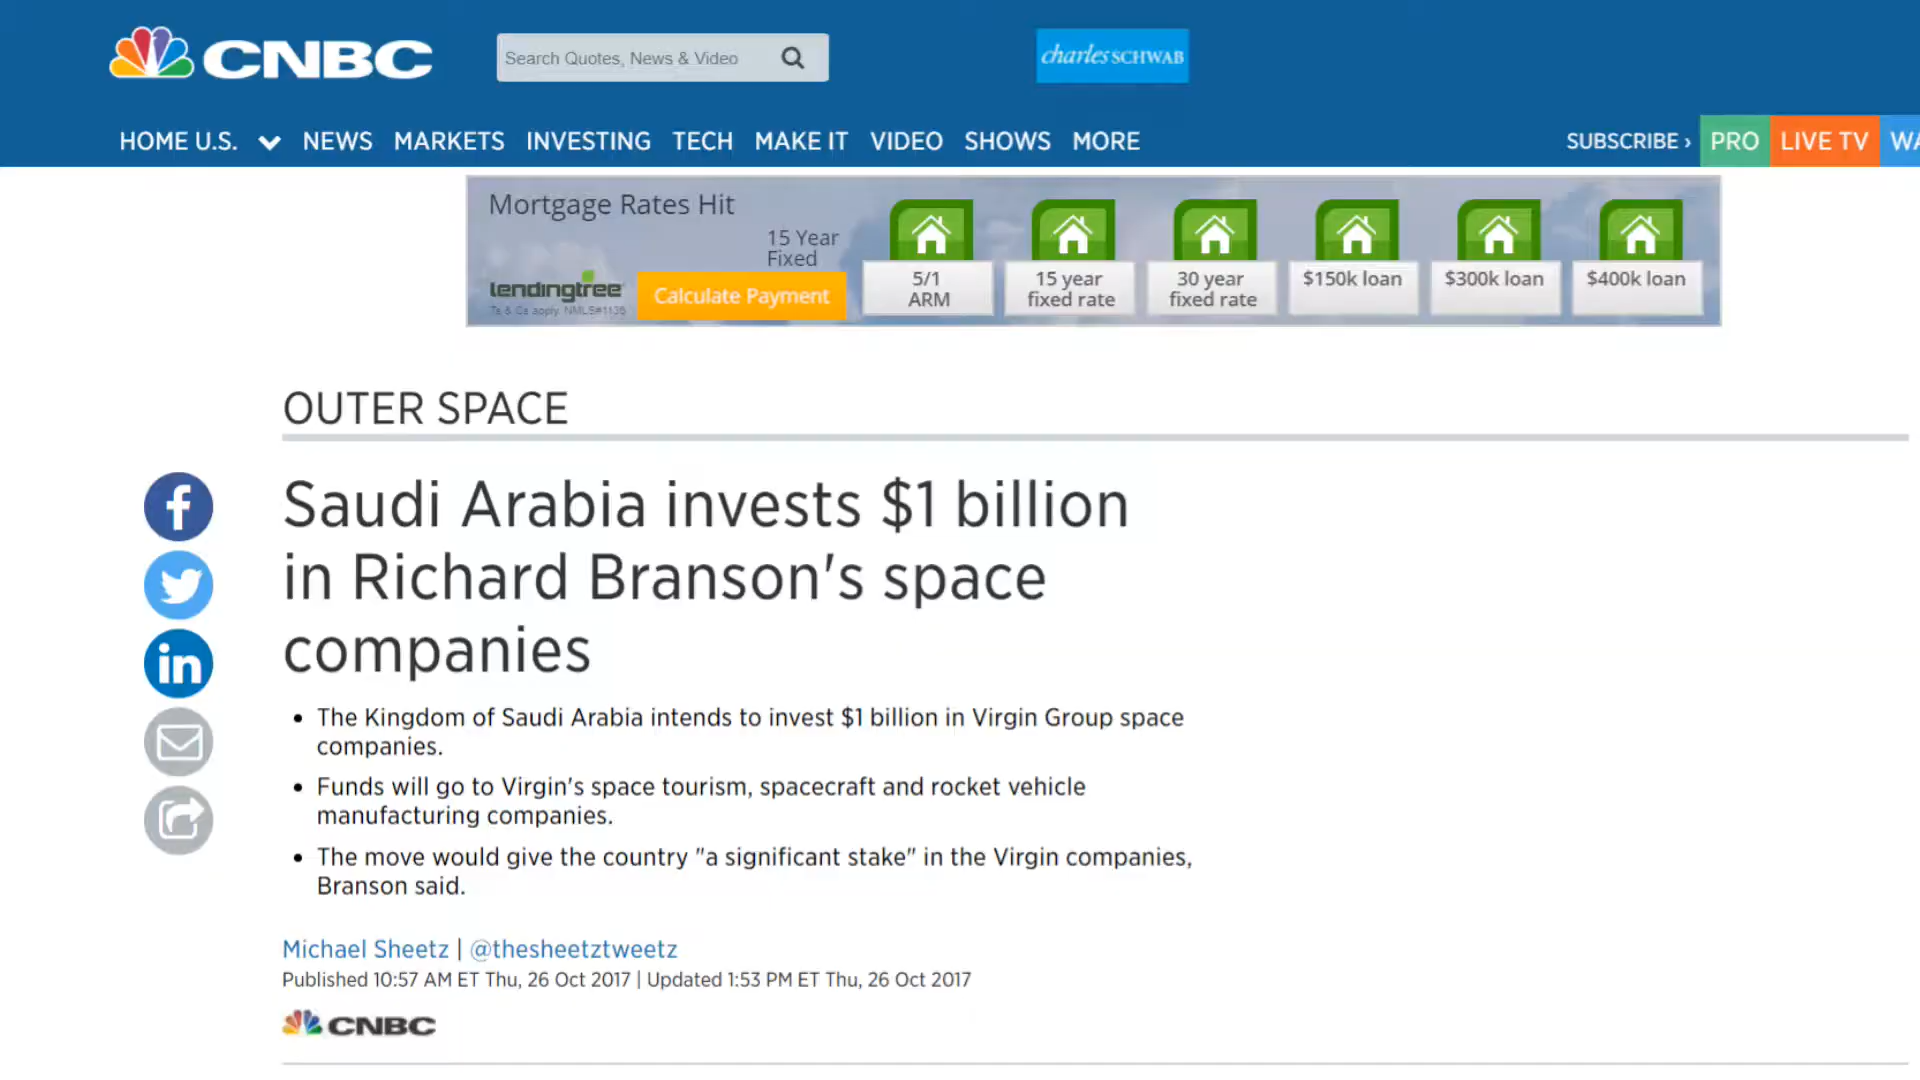 CNBC
Search Quotes, News & Video
charles SCHWAB
HOME U.S. NEWS MARKETS INVESTING TECH MAKE IT VIDEO SHOWS MORE
SUBSCRIBE › PRO LIVE TV WA
Mortgage Rates Hit
15 Year
Fixed
lendingtree
Ts & Cs apply. NMLS#1136
Calculate Payment
5/1
ARM
15 year
fixed rate
30 year
fixed rate
$150k loan
$300k loan
$400k loan
OUTER SPACE
Saudi Arabia invests $1 billion
in Richard Branson's space
companies
• The Kingdom of Saudi Arabia intends to invest $1 billion in Virgin Group space
companies.
• Funds will go to Virgin's space tourism, spacecraft and rocket vehicle
manufacturing companies.
• The move would give the country "a significant stake" in the Virgin companies,
Branson said.
Michael Sheetz | @thesheetztweetz
Published 10:57 AM ET Thu, 26 Oct 2017 | Updated 1:53 PM ET Thu, 26 Oct 2017
CNBC